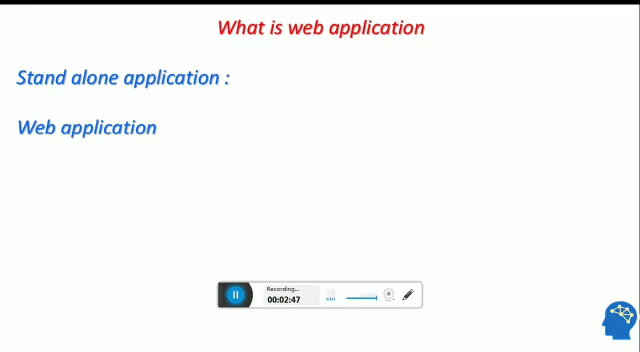 What is web application
Stand alone application :
Web application
Recording...
00:02:47